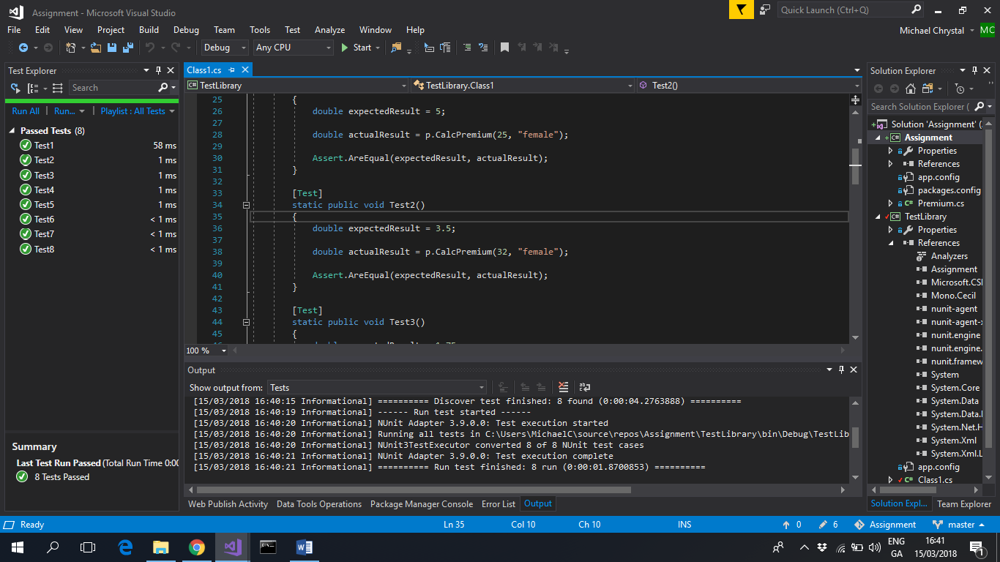 Assignment - Microsoft Visual Studio
Quick Launch (Ctrl+Q)
File Edit View Project Build Debug Team Tools Test Analyze Window Help
Michael Chrystal
MC
Debug Any CPU Start
Test Explorer
Search
Run All Run... Playlist : All Tests
Passed Tests (8)
Test1 58 ms
Test2 1 ms
Test3 1 ms
Test4 1 ms
Test5 1 ms
Test6 < 1 ms
Test7 < 1 ms
Test8 < 1 ms
Summary
Last Test Run Passed (Total Run Time 0:00
8 Tests Passed
Class1.cs
TestLibrary TestLibrary.Class1 Test2()
25 {
26 double expectedResult = 5;
27
28 double actualResult = p.CalcPremium(25, "female");
29
30 Assert.AreEqual(expectedResult, actualResult);
31 }
32
33 [Test]
34 static public void Test2()
35 {
36 double expectedResult = 3.5;
37
38 double actualResult = p.CalcPremium(32, "female");
39
40 Assert.AreEqual(expectedResult, actualResult);
41 }
42
43 [Test]
44 static public void Test3()
45 {
100 %
Output
Show output from: Tests
[15/03/2018 16:40:15 Informational] ========== Discover test finished: 8 found (0:00:04.2763888) ==========
[15/03/2018 16:40:19 Informational] ------ Run test started ------
[15/03/2018 16:40:20 Informational] NUnit Adapter 3.9.0.0: Test execution started
[15/03/2018 16:40:20 Informational] Running all tests in C:\Users\MichaelC\source\repos\Assignment\TestLibrary\bin\Debug\TestLib
[15/03/2018 16:40:20 Informational] NUnit3TestExecutor converted 8 of 8 NUnit test cases
[15/03/2018 16:40:21 Informational] NUnit Adapter 3.9.0.0: Test execution complete
[15/03/2018 16:40:21 Informational] ========== Run test finished: 8 run (0:00:01.8700853) ==========
Web Publish Activity Data Tools Operations Package Manager Console Error List Output
Solution Explorer
Search Solution Explorer (
Solution 'Assignment' (
Assignment
Properties
References
app.config
packages.config
Premium.cs
TestLibrary
Properties
References
Analyzers
Assignment
Microsoft.CS
Mono.Cecil
nunit-agent
nunit-agent-
nunit.engine
nunit.engine.
nunit.framew
System
System.Core
System.Data
System.Data.
System.Net.H
System.Xml
System.Xml.L
app.config
Class1.cs
Solution Expl... Team Explorer
Ready Ln 35 Col 10 Ch 10 INS 0 6 Assignment master
ENG
GA
16:41
15/03/2018
1